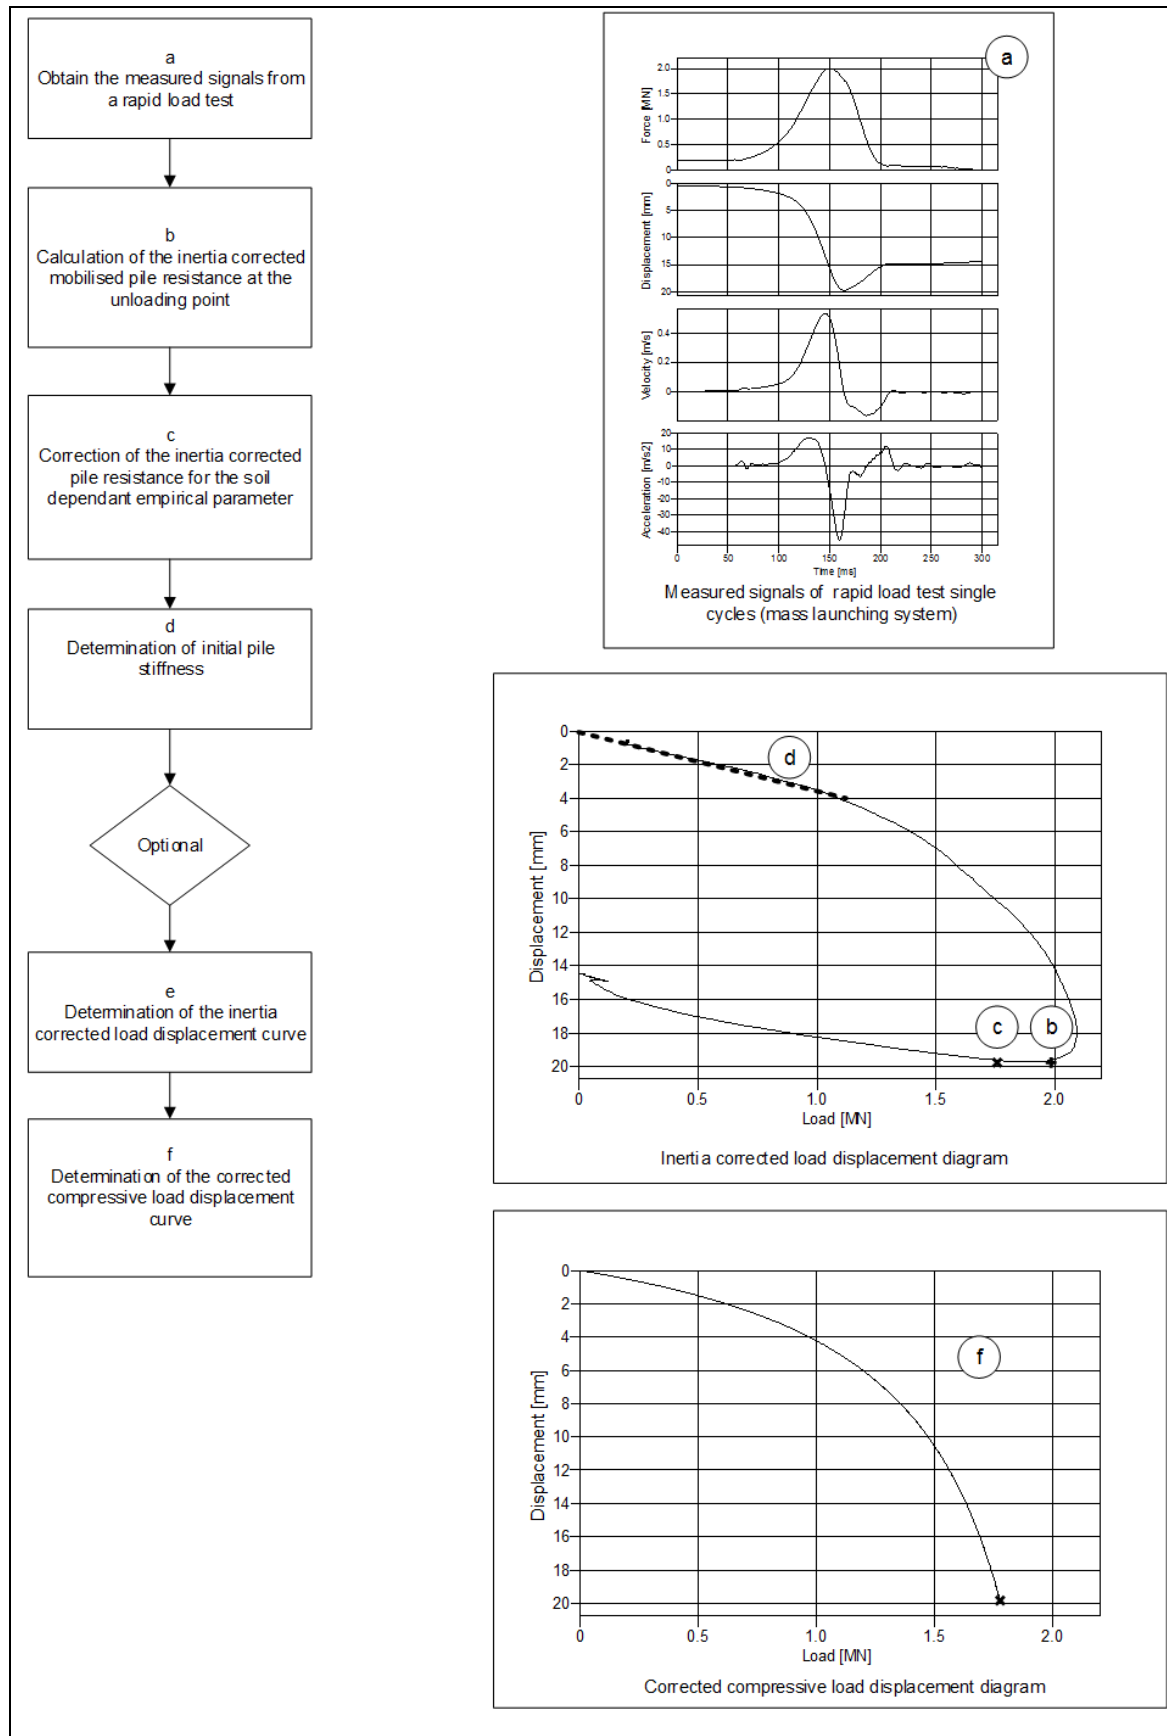 a
Obtain the measured signals from
a rapid load test
b
Calculation of the inertia corrected
mobilised pile resistance at the
unloading point
c
Correction of the inertia corrected
pile resistance for the soil
dependant empirical parameter
d
Determination of initial pile
stiffness
Optional
e
Determination of the inertia
corrected load displacement curve
f
Determination of the corrected
compressive load displacement
curve
a
Force [MN]
2.0
1.5
1.0
0.5
0
Displacement [mm]
0
5
10
15
20
Velocity [m/s]
0.4
0.2
0
Acceleration [m/s2]
20
10
0
-10
-20
-30
-40
0 50 100 150 200 250 300
Time [ms]
Measured signals of rapid load test single
cycles (mass launching system)
Displacement [mm]
0
2
4
6
8
10
12
14
16
18
20
d
c
b
0 0.5 1.0 1.5 2.0
Load [MN]
Inertia corrected load displacement diagram
Displacement [mm]
0
2
4
6
8
10
12
14
16
18
20
f
0 0.5 1.0 1.5 2.0
Load [MN]
Corrected compressive load displacement diagram